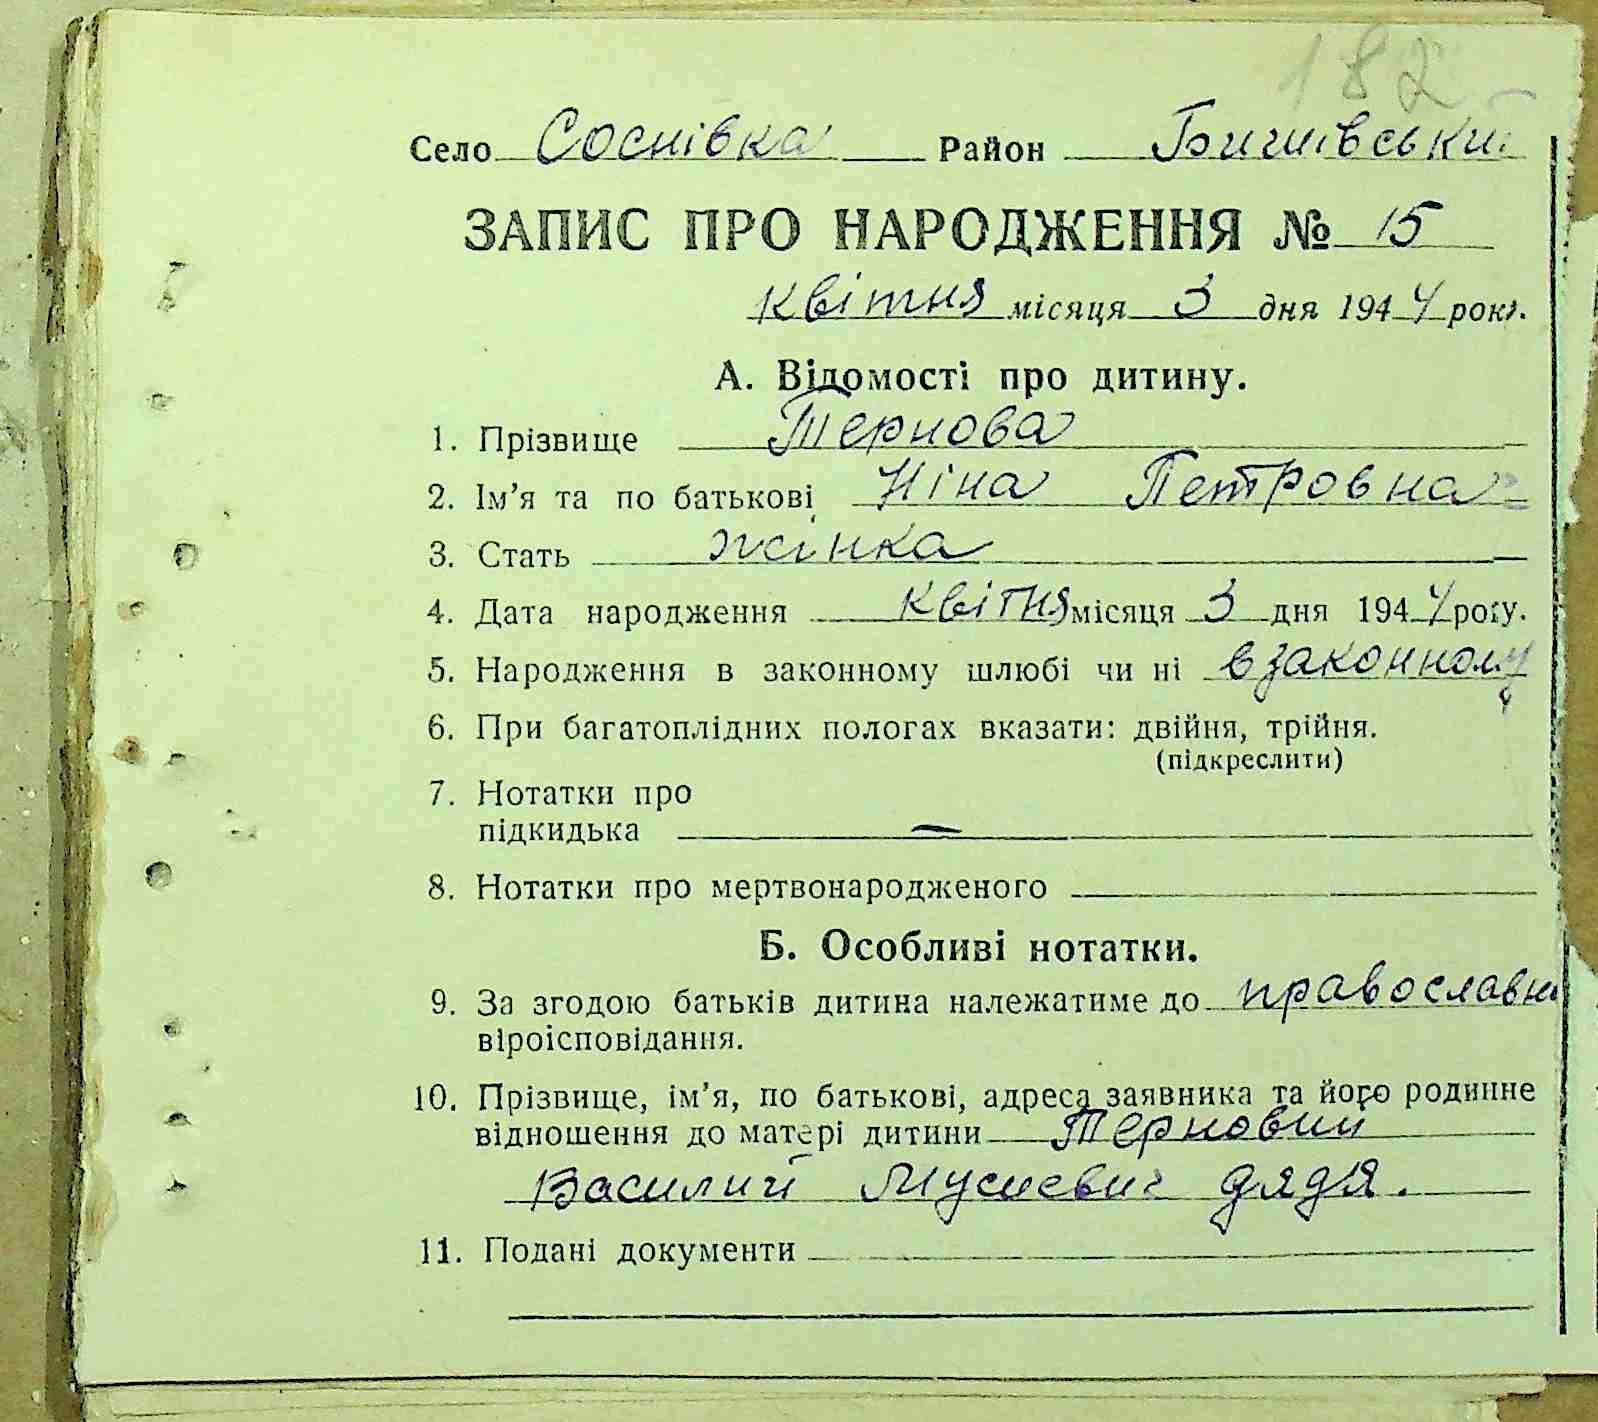 182
Село Соснівка Район Бишівський
ЗАПИС ПРО НАРОДЖЕННЯ № 15
квітня місяця 3 дня 1944 року.
А. Відомості про дитину.
1. Прізвище Тернова
2. Ім'я та по батькові Ніна Петровна
3. Стать жінка
4. Дата народження квітня місяця 3 дня 1944 року.
5. Народження в законному шлюбі чи ні в законному
6. При багатоплідних пологах вказати: двійня, трійня.
(підкреслити)
7. Нотатки про
підкидька —
8. Нотатки про мертвонародженого
Б. Особливі нотатки.
9. За згодою батьків дитина належатиме до православн
віроісповідання.
10. Прізвище, ім'я, по батькові, адреса заявника та його родинне
відношення до матері дитини Терновий
Василий Мусиевич дядя.
11. Подані документи